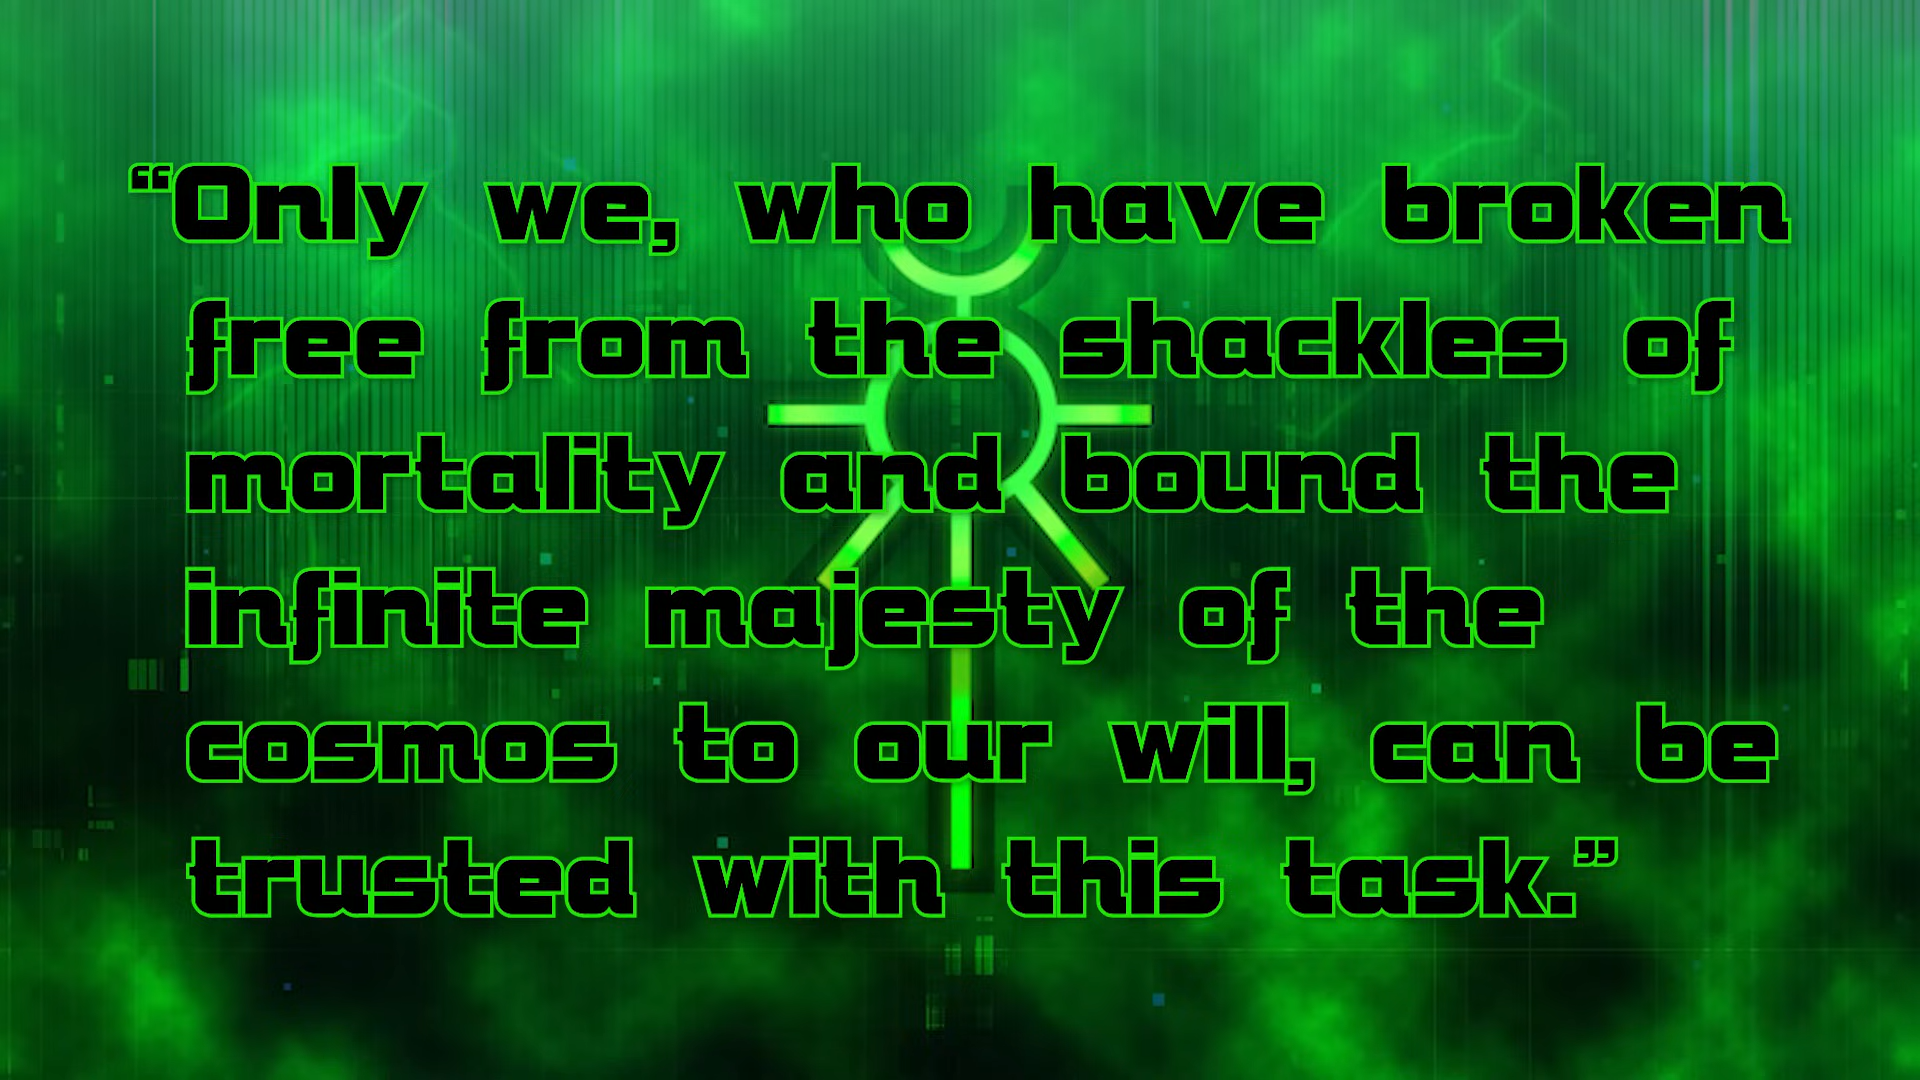 “Only we, who have broken
free from the shackles of
mortality and bound the
infinite majesty of the
cosmos to our will, can be
trusted with this task.”